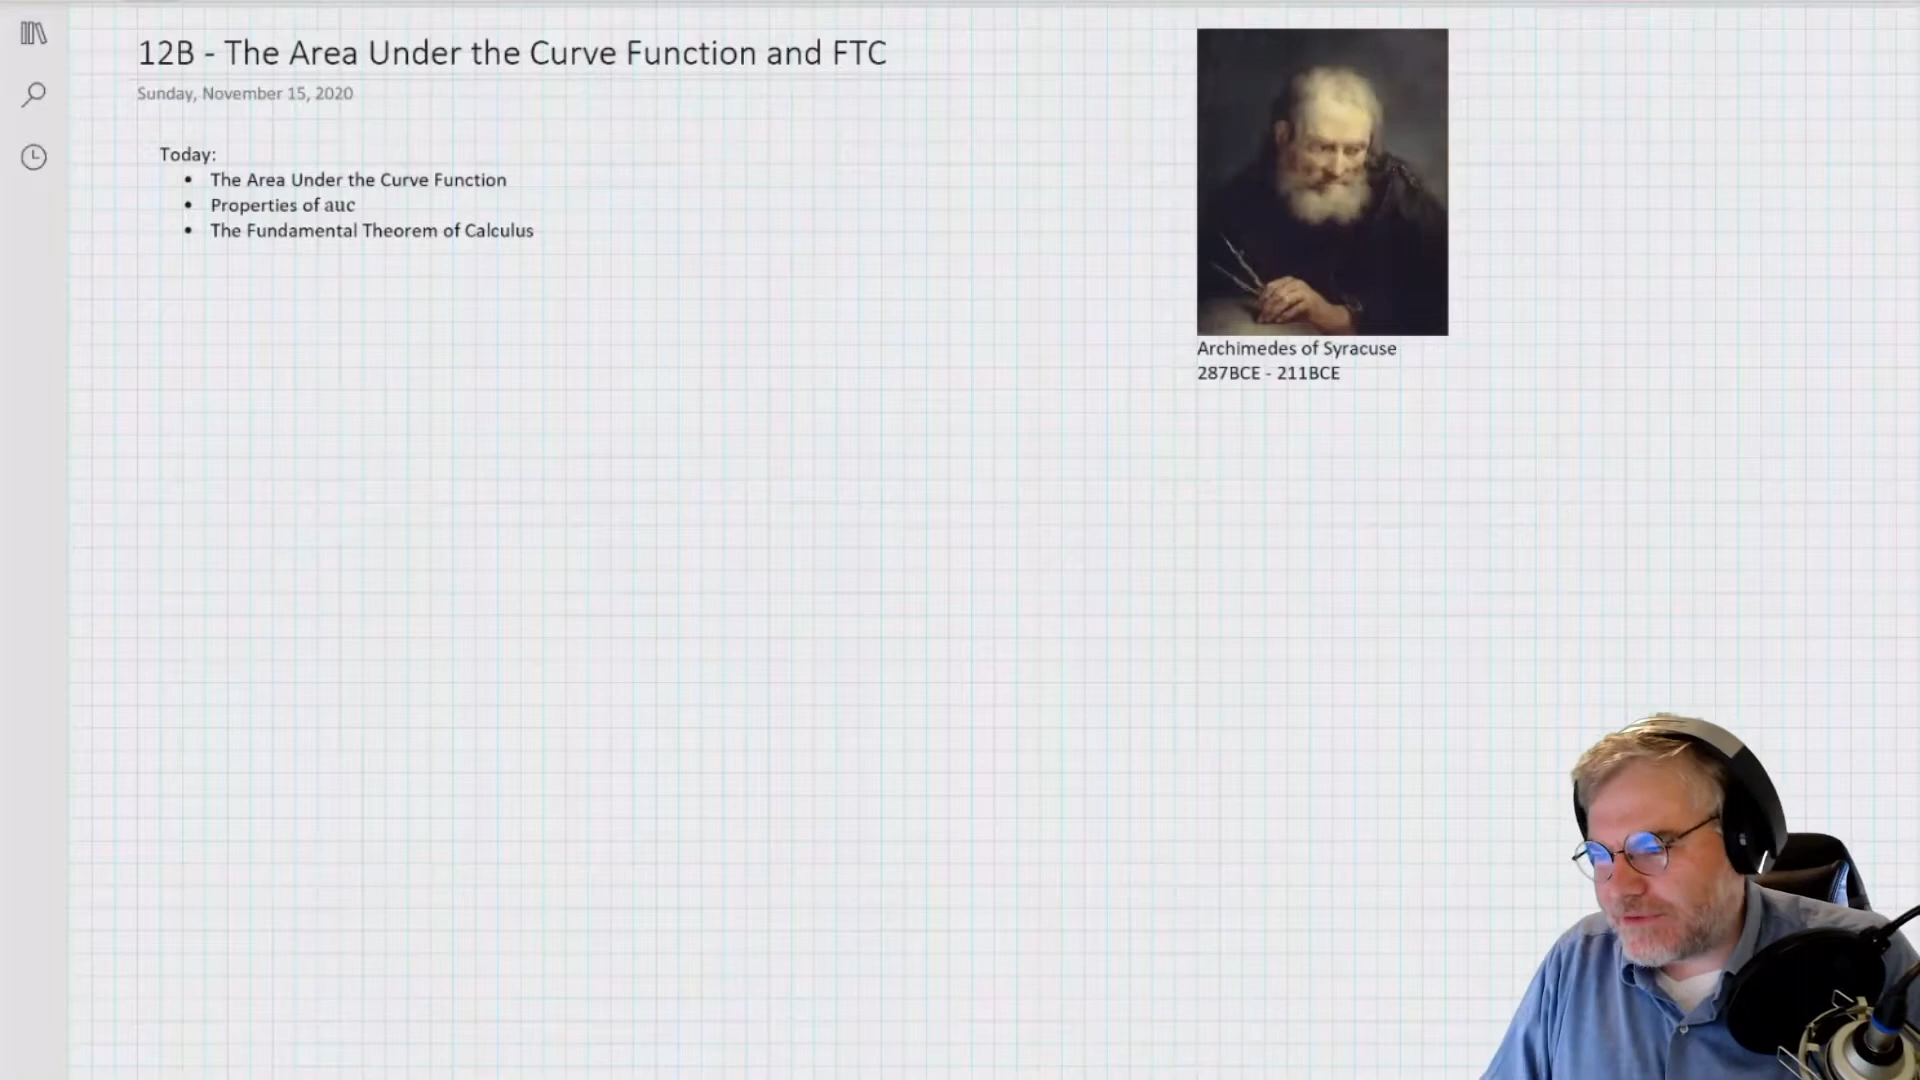 12B - The Area Under the Curve Function and FTC
Sunday, November 15, 2020
Today:
• The Area Under the Curve Function
• Properties of auc
• The Fundamental Theorem of Calculus
Archimedes of Syracuse
287BCE - 211BCE